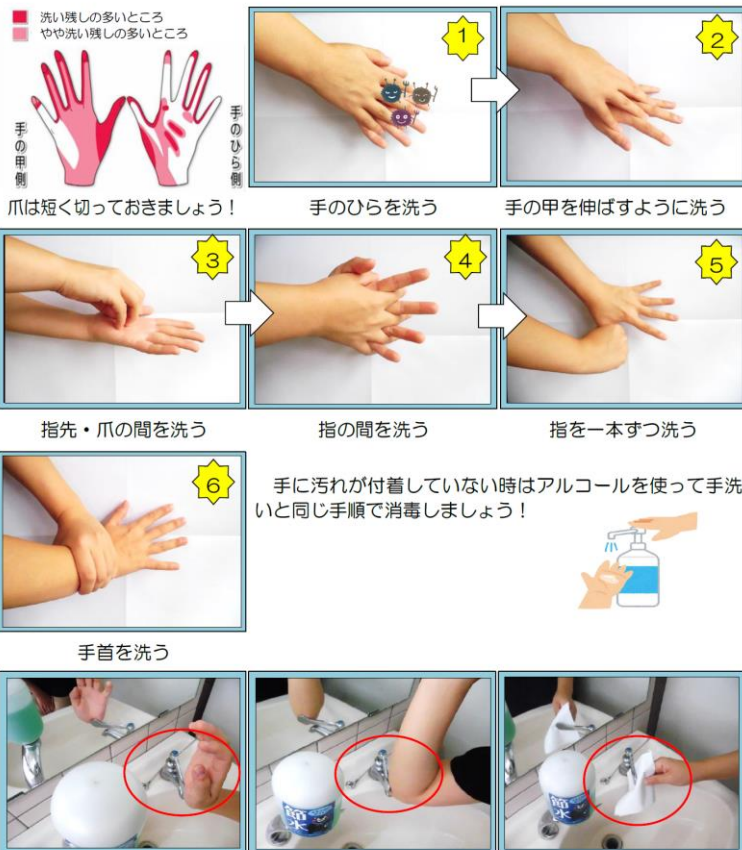 洗い残しの多いところ
やや洗い残しの多いところ
手の甲側
手のひら側
爪は短く切っておきましょう！
1
手のひらを洗う
2
手の甲を伸ばすように洗う
3
指先・爪の間を洗う
4
指の間を洗う
5
指を一本ずつ洗う
6
手首を洗う
手に汚れが付着していない時はアルコールを使って手洗
いと同じ手順で消毒しましょう！
節水
節水